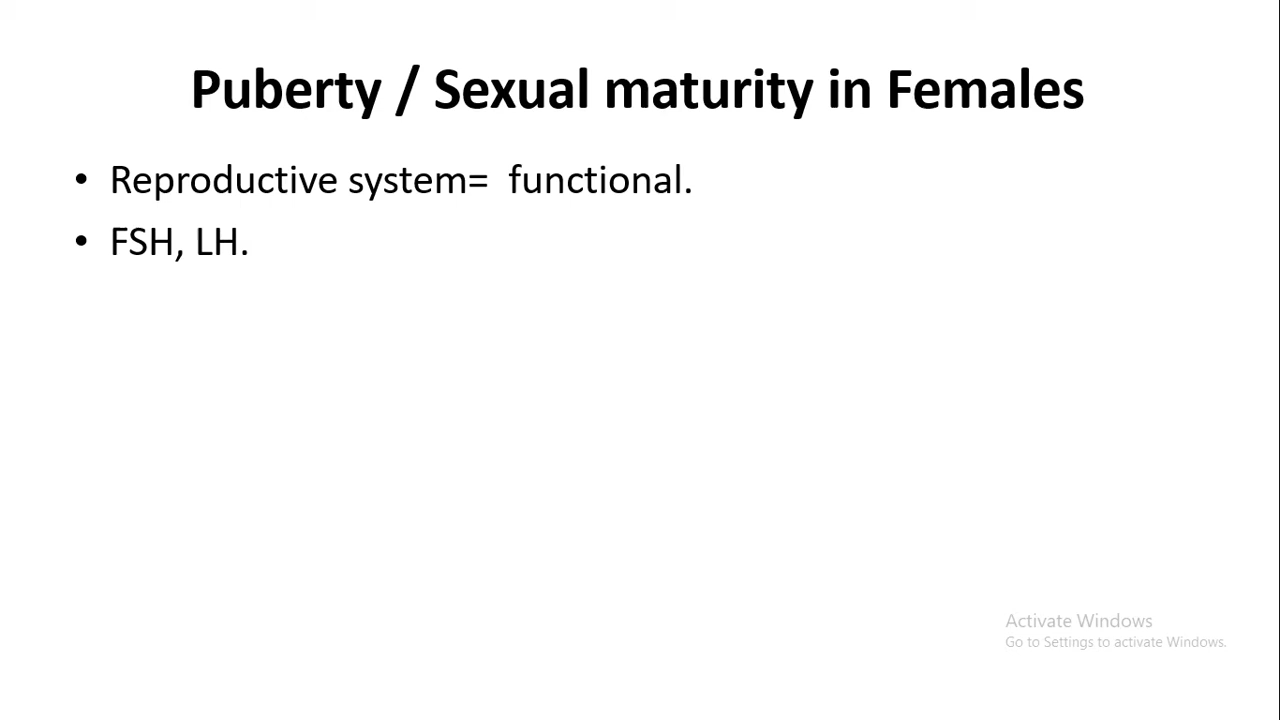 Puberty / Sexual maturity in Females
• Reproductive system=  functional.
• FSH, LH.
Activate Windows
Go to Settings to activate Windows.